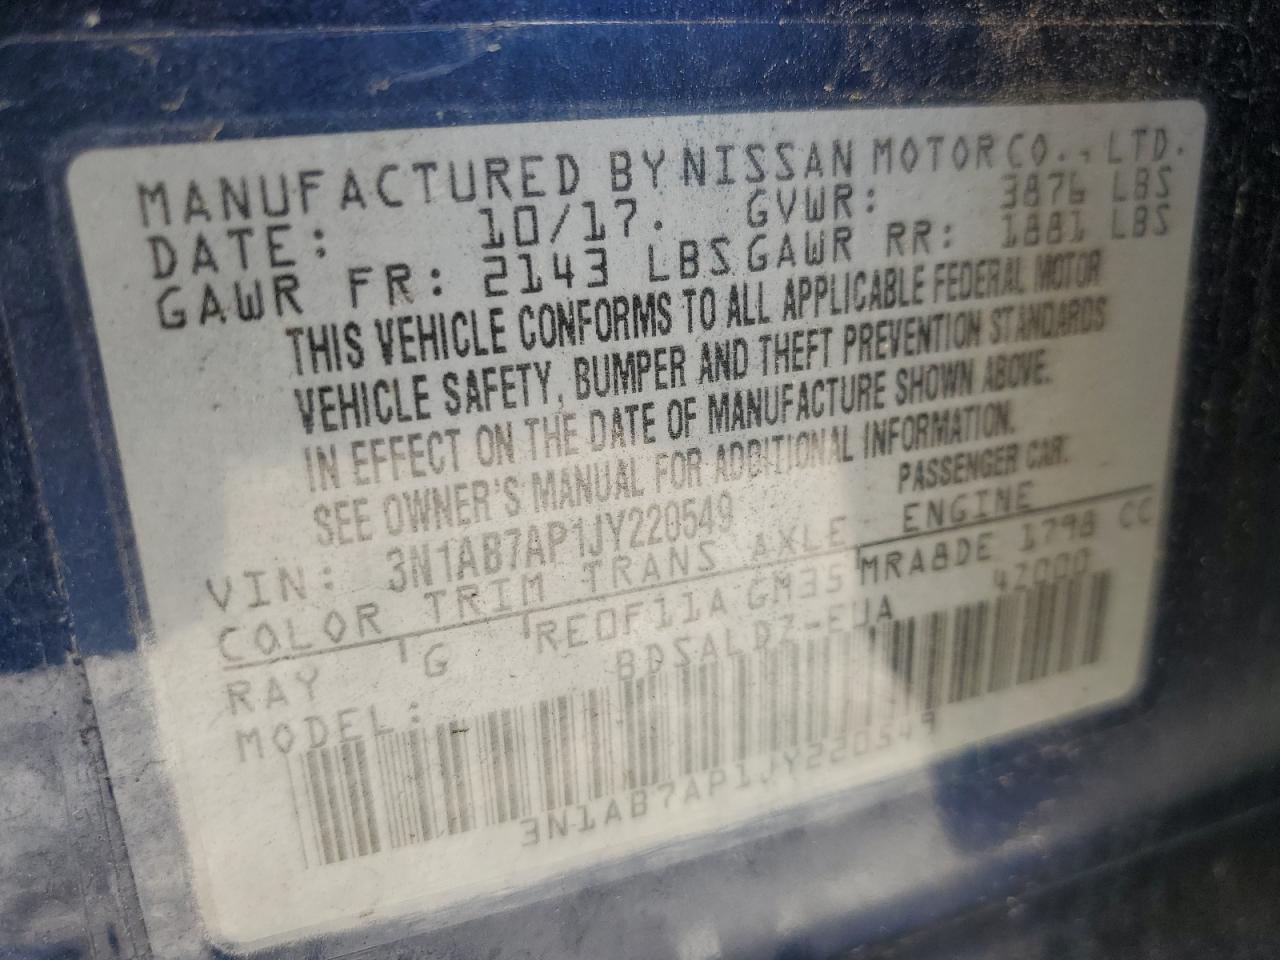 MANUFACTURED BY NISSAN MOTOR CO., LTD.
DATE: 10/17. GVWR: 3876 LBS
GAWR FR: 2143 LBS GAWR RR: 1881 LBS
THIS VEHICLE CONFORMS TO ALL APPLICABLE FEDERAL MOTOR
VEHICLE SAFETY, BUMPER AND THEFT PREVENTION STANDARDS
IN EFFECT ON THE DATE OF MANUFACTURE SHOWN ABOVE.
SEE OWNER'S MANUAL FOR ADDITIONAL INFORMATION.
PASSENGER CAR.
VIN: 3N1AB7AP1JY220549
COLOR TRIM TRANS AXLE ENGINE
RAY G RE0F11A GM35 MRA8DE 1798 CC
MODEL: BDSALDZ-EUA 42000
3N1AB7AP1JY220549